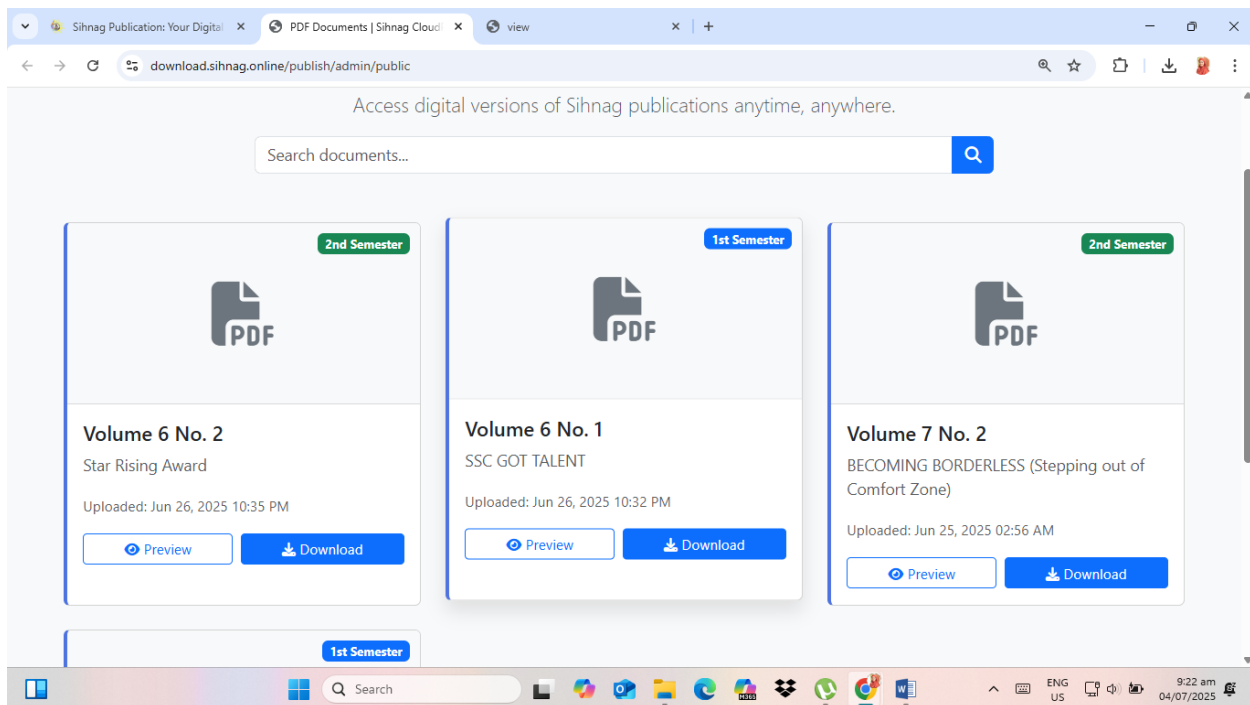 Sihnag Publication: Your Digital
PDF Documents | Sihnag Cloud
view
download.sihnag.online/publish/admin/public
Access digital versions of Sihnag publications anytime, anywhere.
Search documents...
2nd Semester
PDF
Volume 6 No. 2
Star Rising Award
Uploaded: Jun 26, 2025 10:35 PM
Preview
Download
1st Semester
PDF
Volume 6 No. 1
SSC GOT TALENT
Uploaded: Jun 26, 2025 10:32 PM
Preview
Download
2nd Semester
PDF
Volume 7 No. 2
BECOMING BORDERLESS (Stepping out of
Comfort Zone)
Uploaded: Jun 25, 2025 02:56 AM
Preview
Download
1st Semester
Search
M365
ENG
US
9:22 am
04/07/2025